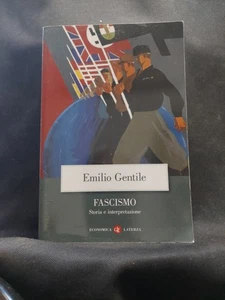 Emilio Gentile
FASCISMO
Storia e interpretazione
ECONOMICA LATERZA